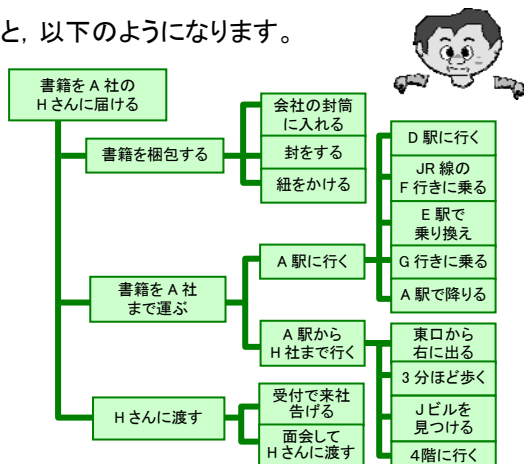 と, 以下のようになります。
書籍をA社の
Hさんに届ける
書籍を梱包する
会社の封筒
に入れる
封をする
紐をかける
書籍をA社
まで運ぶ
A駅に行く
D駅に行く
JR線の
F行きに乗る
E駅で
乗り換え
G行きに乗る
A駅で降りる
A駅から
H社まで行く
東口から
右に出る
3分ほど歩く
Jビルを
見つける
4階に行く
Hさんに渡す
受付で来社
告げる
面会して
Hさんに渡す